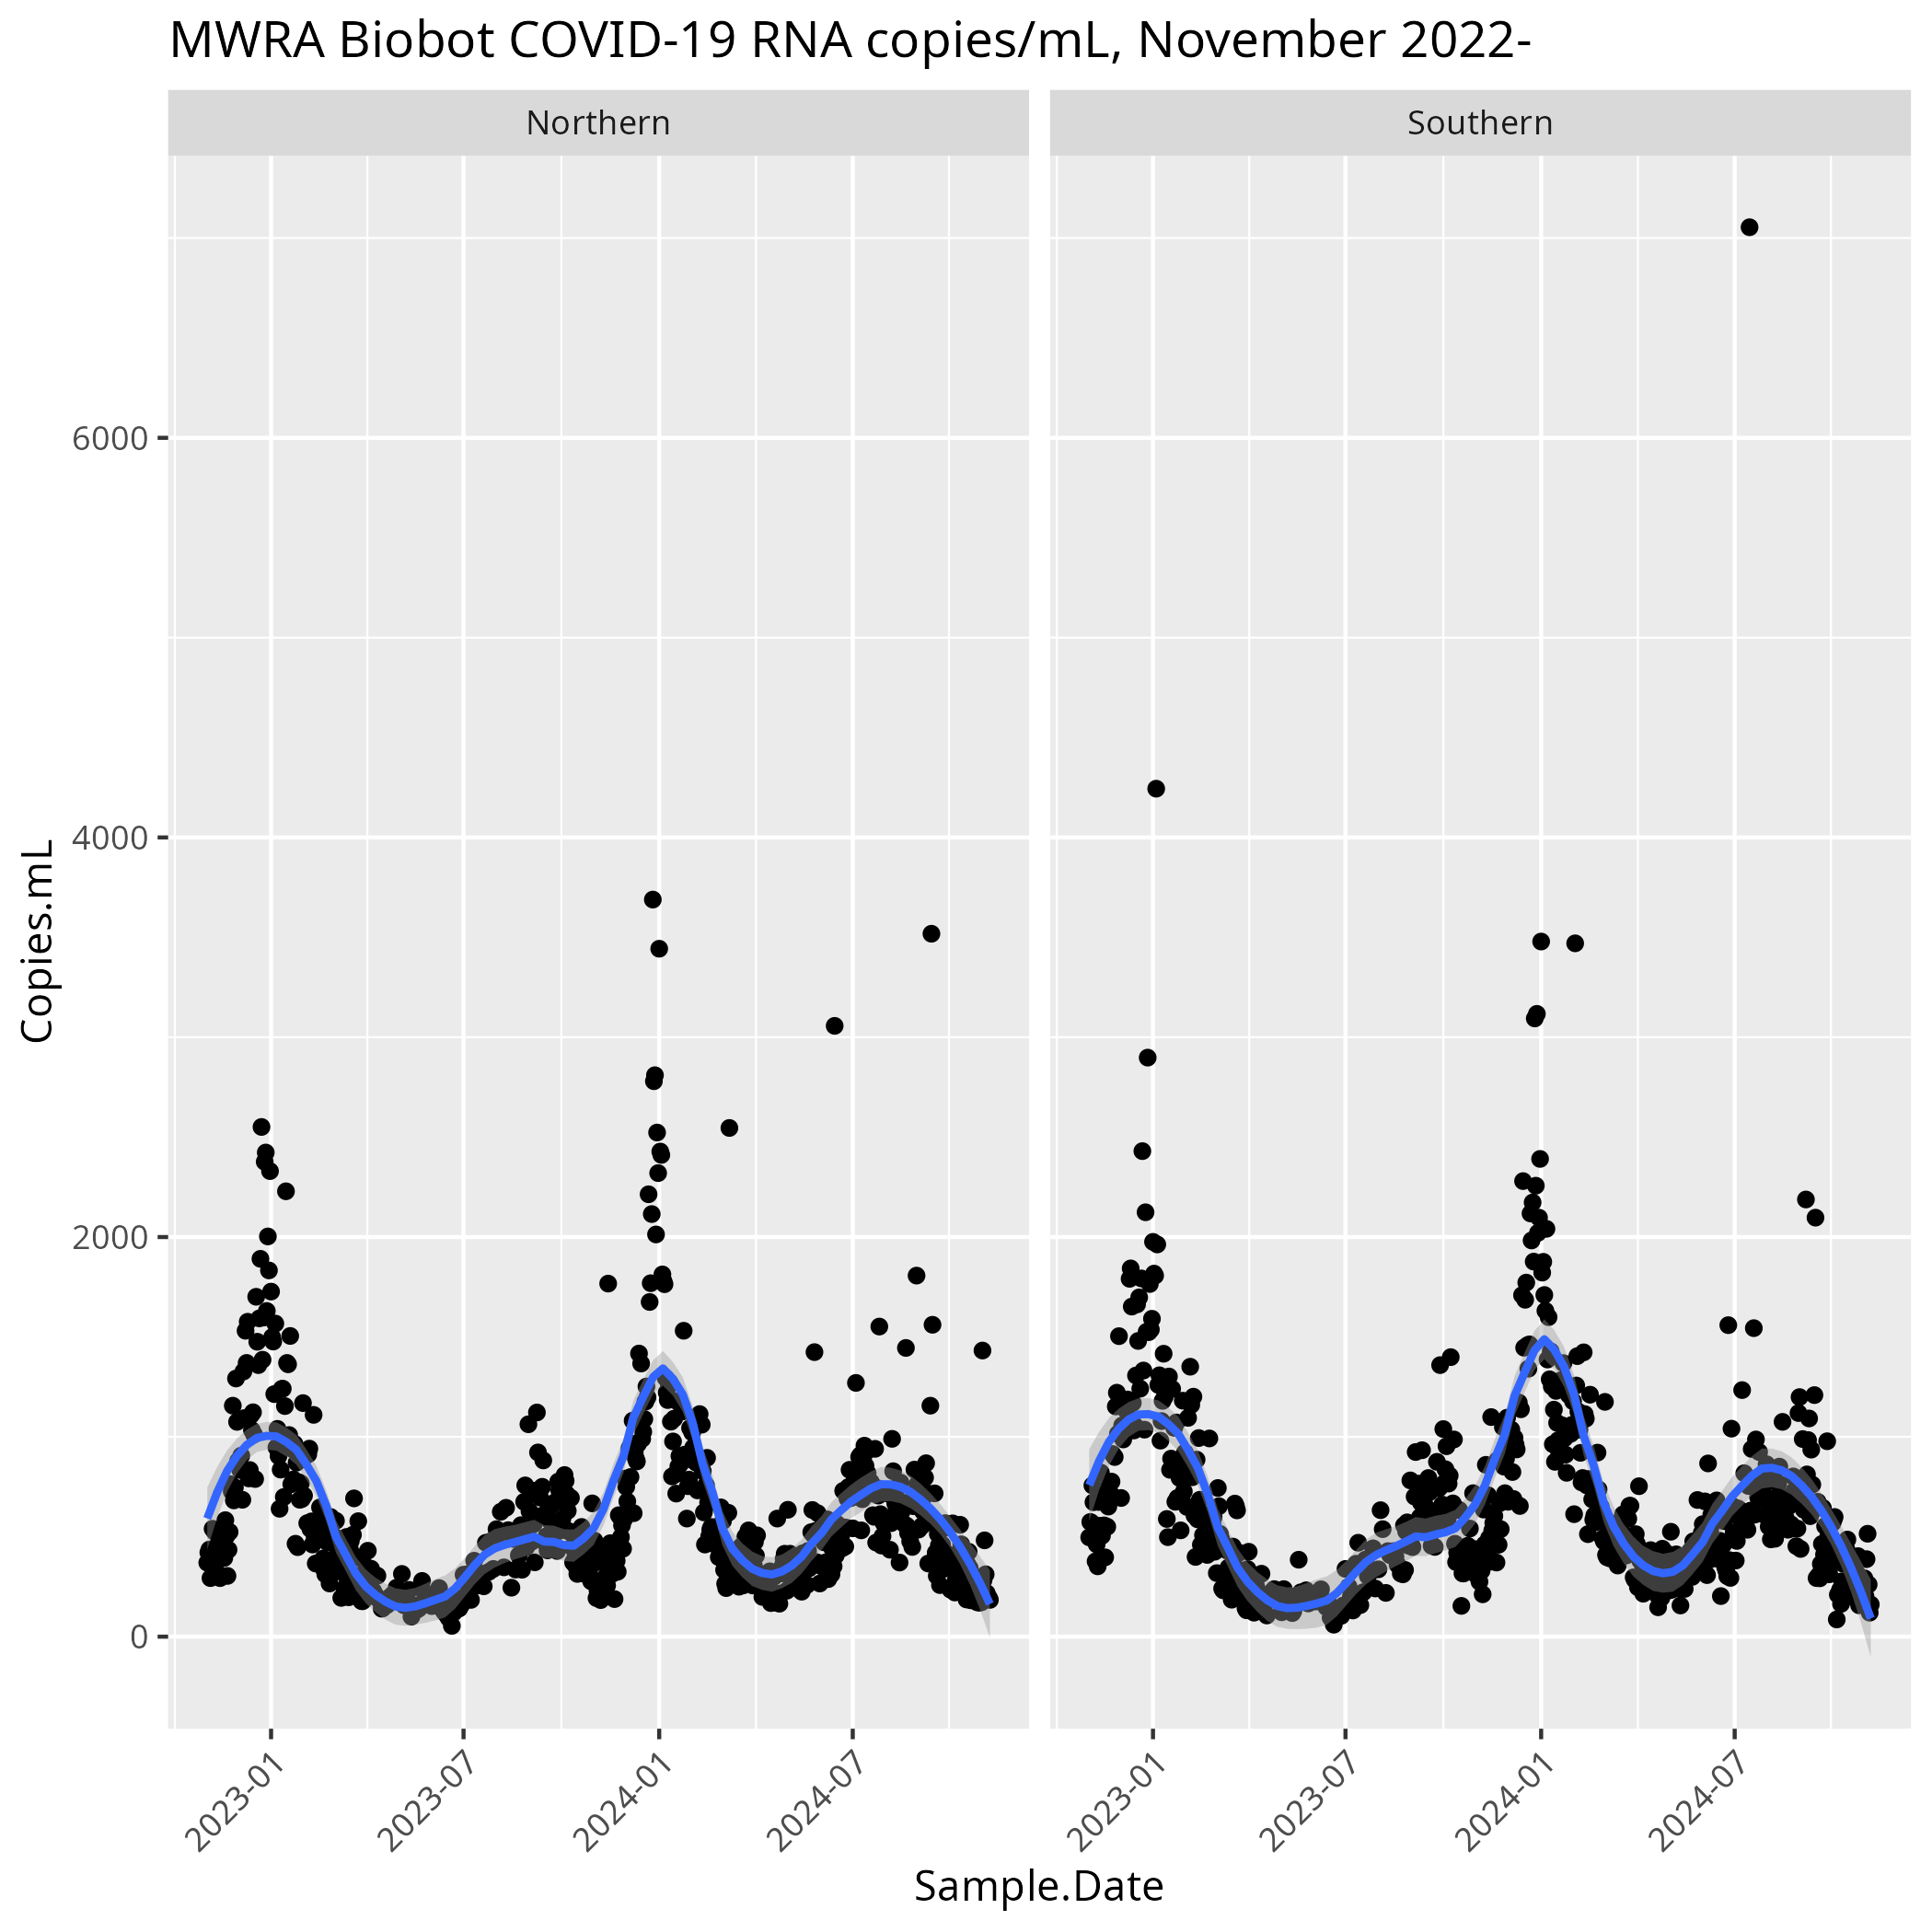 MWRA Biobot COVID-19 RNA copies/mL, November 2022-
Northern
Southern
Copies.mL
6000
4000
2000
0
2023-01
2023-07
2024-01
2024-07
2023-01
2023-07
2024-01
2024-07
Sample.Date